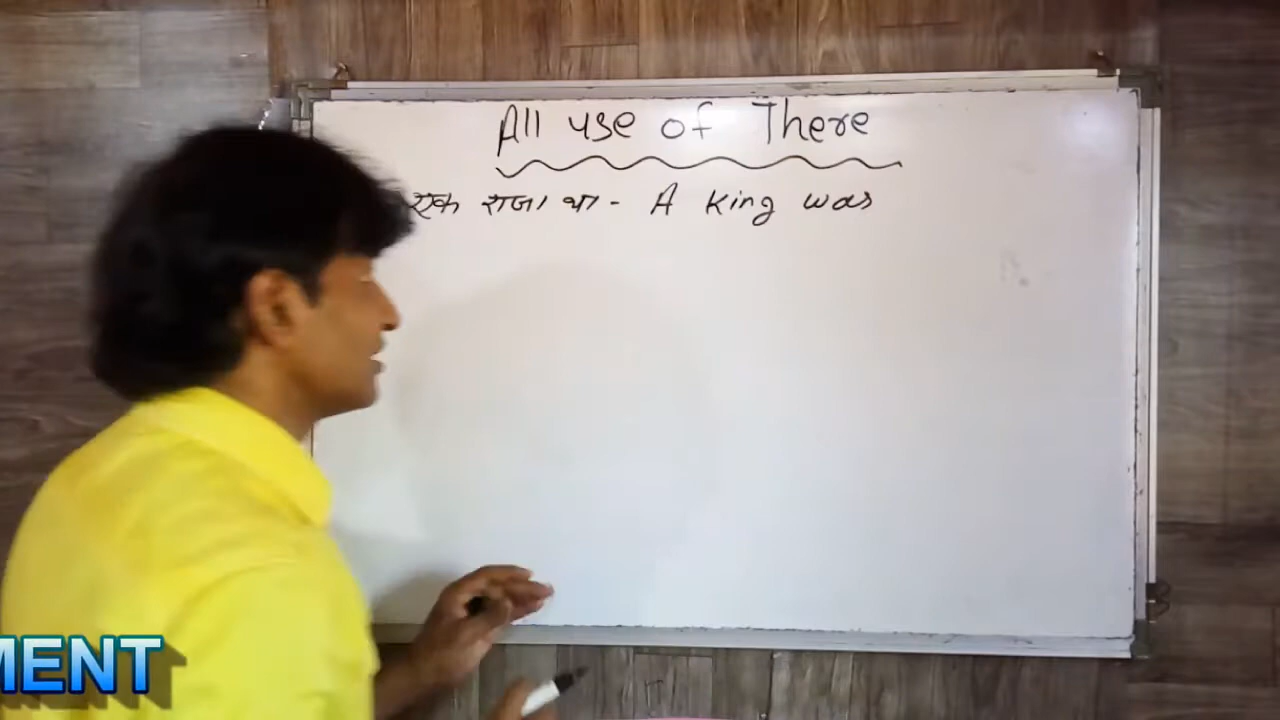 All use of There
एक राजा था - A king was
MENT